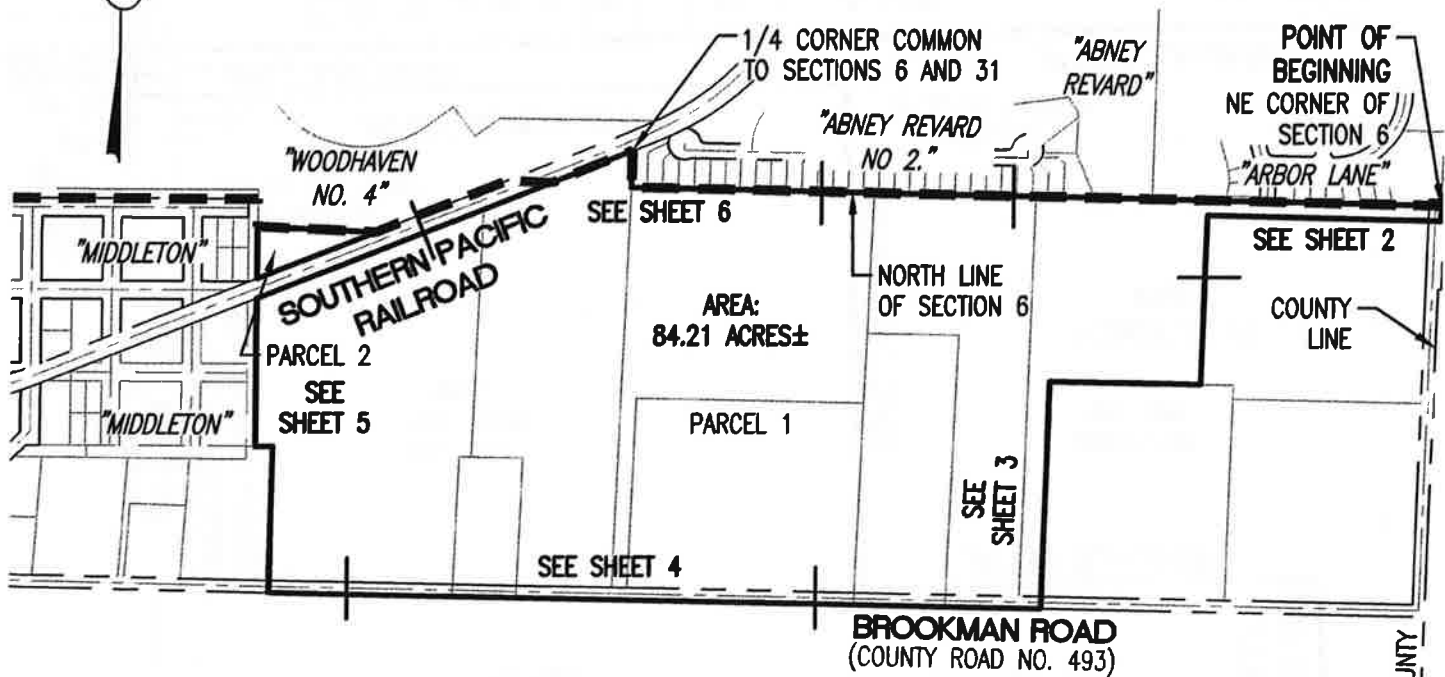 1/4 CORNER COMMON
TO SECTIONS 6 AND 31
"ABNEY
REVARD"
POINT OF
BEGINNING
NE CORNER OF
SECTION 6
"WOODHAVEN
NO. 4"
"ABNEY REVARD
NO 2."
"ARBOR LANE"
SEE SHEET 6
SEE SHEET 2
"MIDDLETON"
SOUTHERN PACIFIC
RAILROAD
NORTH LINE
OF SECTION 6
AREA:
84.21 ACRES±
COUNTY
LINE
PARCEL 2
SEE
SHEET 5
"MIDDLETON"
PARCEL 1
SEE
SHEET 3
SEE SHEET 4
BROOKMAN ROAD
(COUNTY ROAD NO. 493)
UNTY